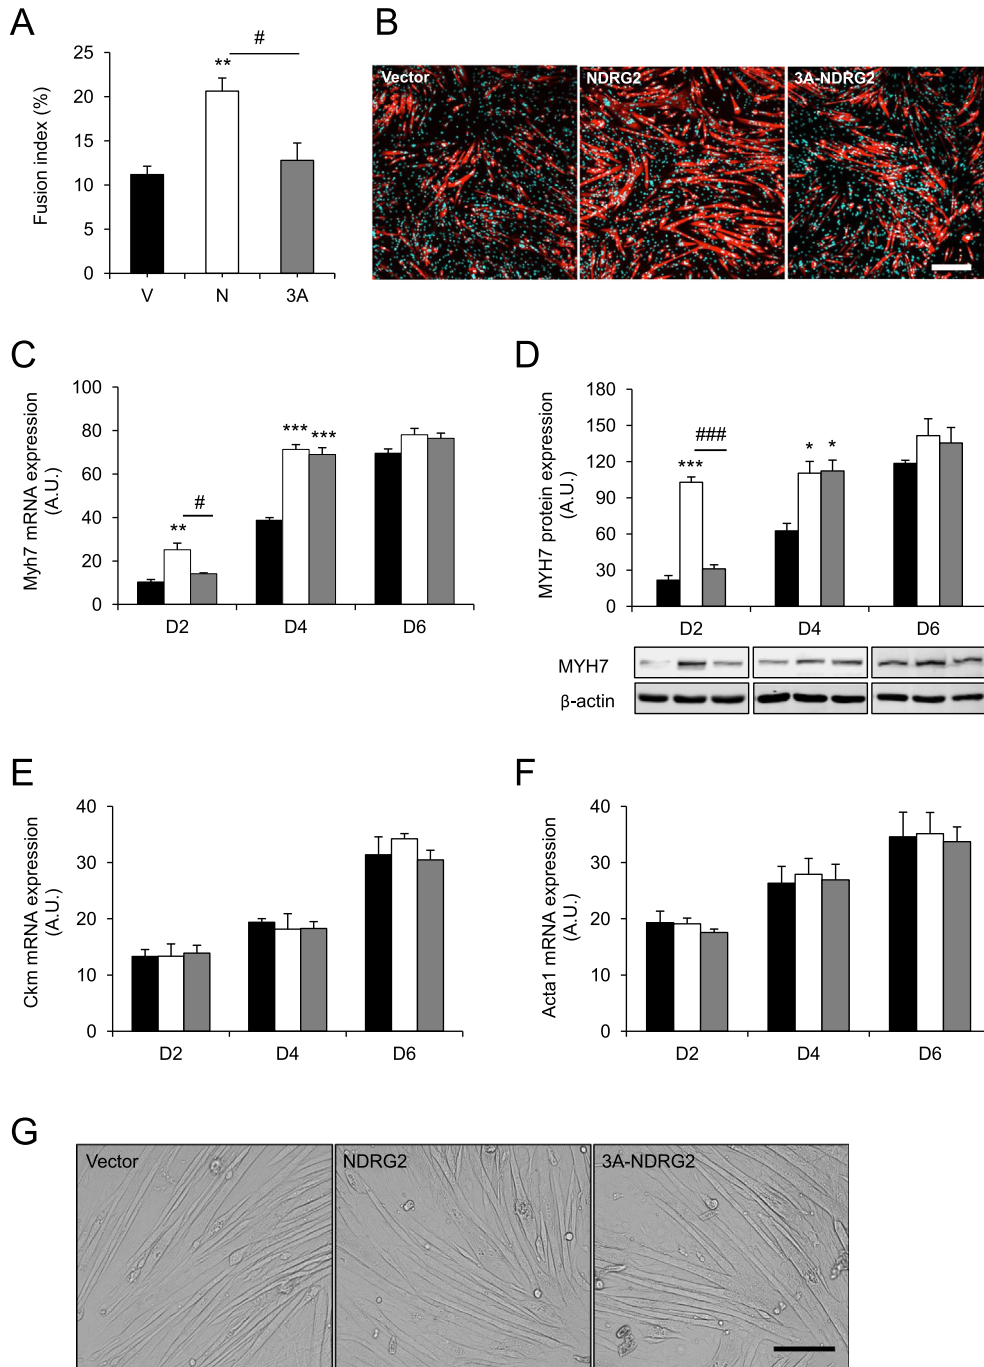 A
Fusion index (%)
25
20
15
10
5
0
**
#
V N 3A
B
Vector
NDRG2
3A-NDRG2
C
Myh7 mRNA expression
(A.U.)
100
80
60
40
20
0
**
#
***
***
D2 D4 D6
D
MYH7 protein expression
(A.U.)
180
150
120
90
60
30
0
***
###
*
*
D2 D4 D6
MYH7
β-actin
E
Ckm mRNA expression
(A.U.)
40
30
20
10
0
D2 D4 D6
F
Acta1 mRNA expression
(A.U.)
40
30
20
10
0
D2 D4 D6
G
Vector
NDRG2
3A-NDRG2